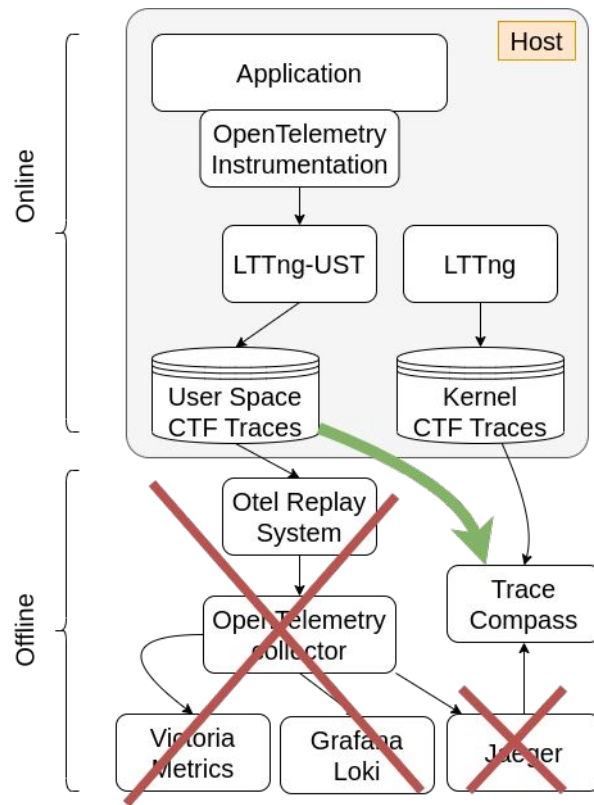 Host
Application
OpenTelemetry
Instrumentation
Online
LTTng-UST
LTTng
User Space
CTF Traces
Kernel
CTF Traces
Otel Replay
System
Offline
OpenTelemetry
collector
Trace
Compass
Victoria
Metrics
Grafana
Loki
Jaeger